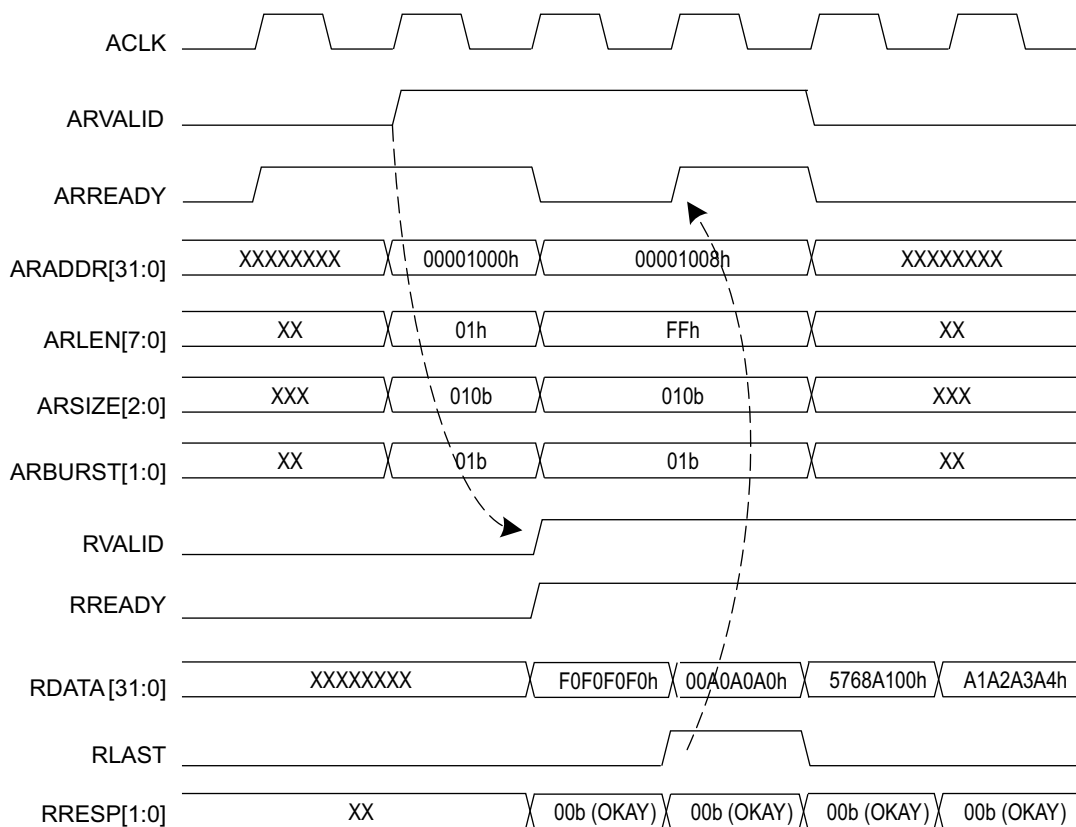 ACLK
ARVALID
ARREADY
ARADDR[31:0] XXXXXXXX 00001000h 00001008h XXXXXXXX
ARLEN[7:0] XX 01h FFh XX
ARSIZE[2:0] XXX 010b 010b XXX
ARBURST[1:0] XX 01b 01b XX
RVALID
RREADY
RDATA[31:0] XXXXXXXX F0F0F0F0h 00A0A0A0h 5768A100h A1A2A3A4h
RLAST
RRESP[1:0] XX 00b (OKAY) 00b (OKAY) 00b (OKAY) 00b (OKAY)